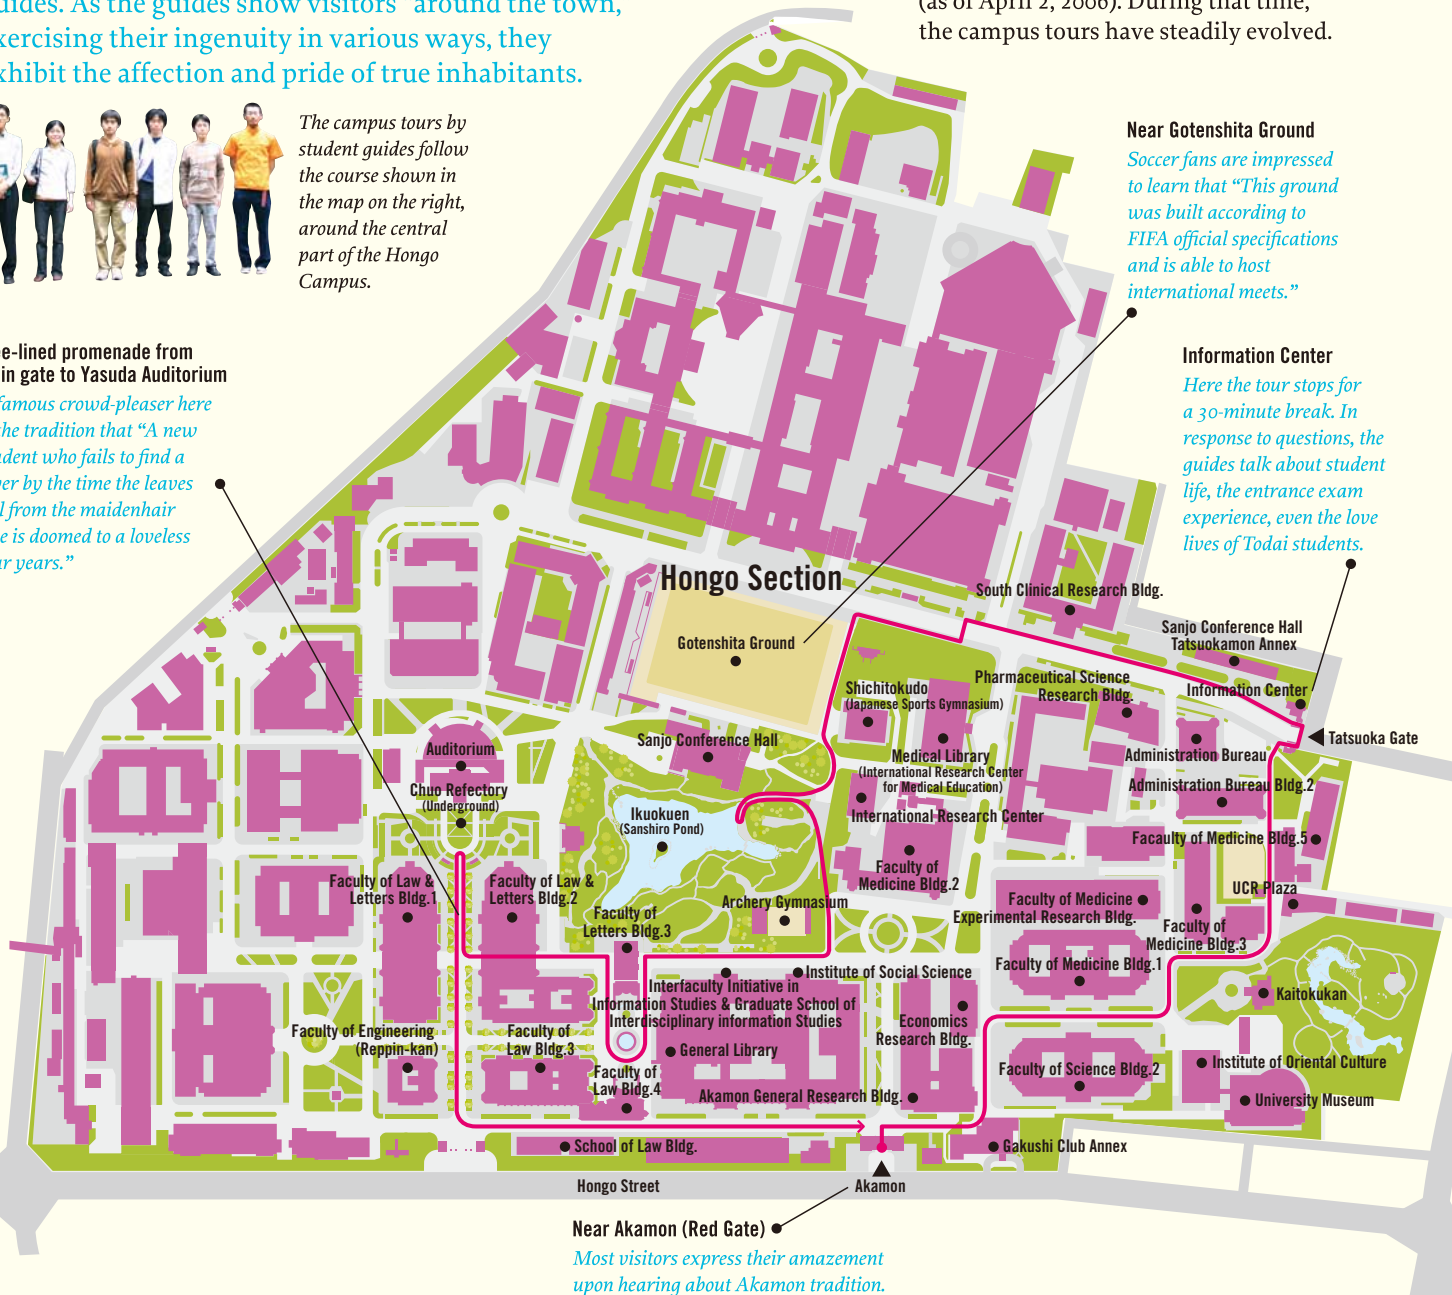 uides. As the guides show visitors around the town,
xercising their ingenuity in various ways, they
xhibit the affection and pride of true inhabitants.
(as of April 2, 2006). During that time,
the campus tours have steadily evolved.
The campus tours by
student guides follow
the course shown in
the map on the right,
around the central
part of the Hongo
Campus.
Near Gotenshita Ground
Soccer fans are impressed
to learn that “This ground
was built according to
FIFA official specifications
and is able to host
international meets.”
e-lined promenade from
in gate to Yasuda Auditorium
famous crowd-pleaser here
he tradition that “A new
dent who fails to find a
er by the time the leaves
l from the maidenhair
e is doomed to a loveless
ur years.”
Information Center
Here the tour stops for
a 30-minute break. In
response to questions, the
guides talk about student
life, the entrance exam
experience, even the love
lives of Todai students.
Hongo Section
South Clinical Research Bldg.
Gotenshita Ground
Sanjo Conference Hall
Tatsuokamon Annex
Information Center
Tatsuoka Gate
Pharmaceutical Science
Research Bldg.
Shichitokudo
(Japanese Sports Gymnasium)
Sanjo Conference Hall
Auditorium
Medical Library
(International Research Center
for Medical Education)
Administration Bureau
Administration Bureau Bldg.2
Chuo Refectory
(Underground)
Ikuokuen
(Sanshiro Pond)
International Research Center
Facaulty of Medicine Bldg.5
Faculty of
Medicine Bldg.2
Faculty of Law &
Letters Bldg.1
Faculty of Law &
Letters Bldg.2
UCR Plaza
Archery Gymnasium
Faculty of
Letters Bldg.3
Faculty of Medicine
Experimental Research Bldg.
Faculty of
Medicine Bldg.3
Faculty of Medicine Bldg.1
Institute of Social Science
Interfaculty Initiative in
Information Studies & Graduate School of
Interdisciplinary information Studies
Kaitokukan
Economics
Research Bldg.
Faculty of Engineering
(Reppin-kan)
Faculty of
Law Bldg.3
General Library
Faculty of
Law Bldg.4
Institute of Oriental Culture
Faculty of Science Bldg.2
Akamon General Research Bldg.
University Museum
School of Law Bldg.
Gakushi Club Annex
Hongo Street
Akamon
Near Akamon (Red Gate)
Most visitors express their amazement
upon hearing about Akamon tradition.